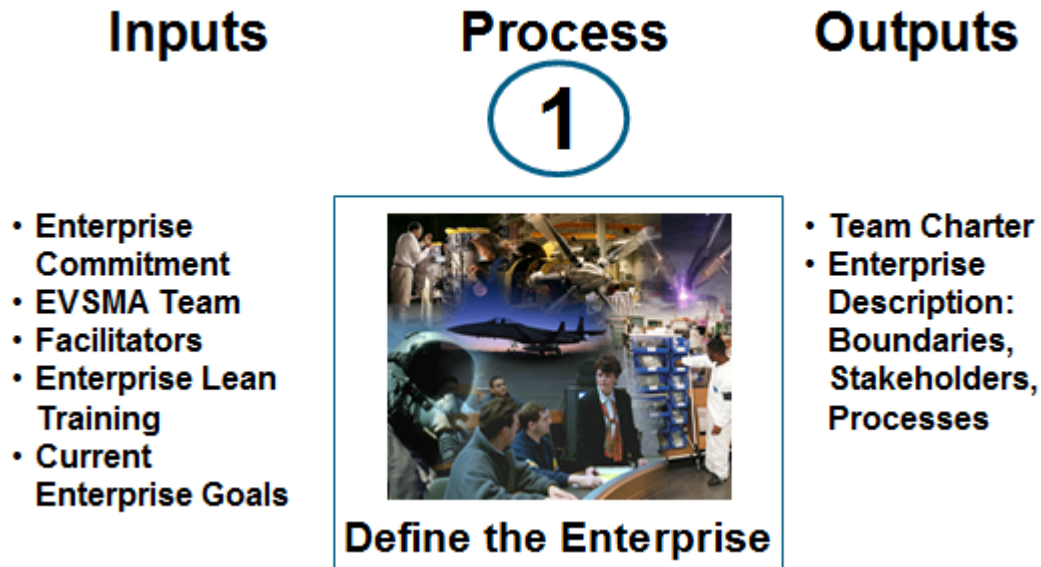 Inputs
Process
Outputs
1
• Enterprise
Commitment
• EVSMA Team
• Facilitators
• Enterprise Lean
Training
• Current
Enterprise Goals
Define the Enterprise
• Team Charter
• Enterprise
Description:
Boundaries,
Stakeholders,
Processes